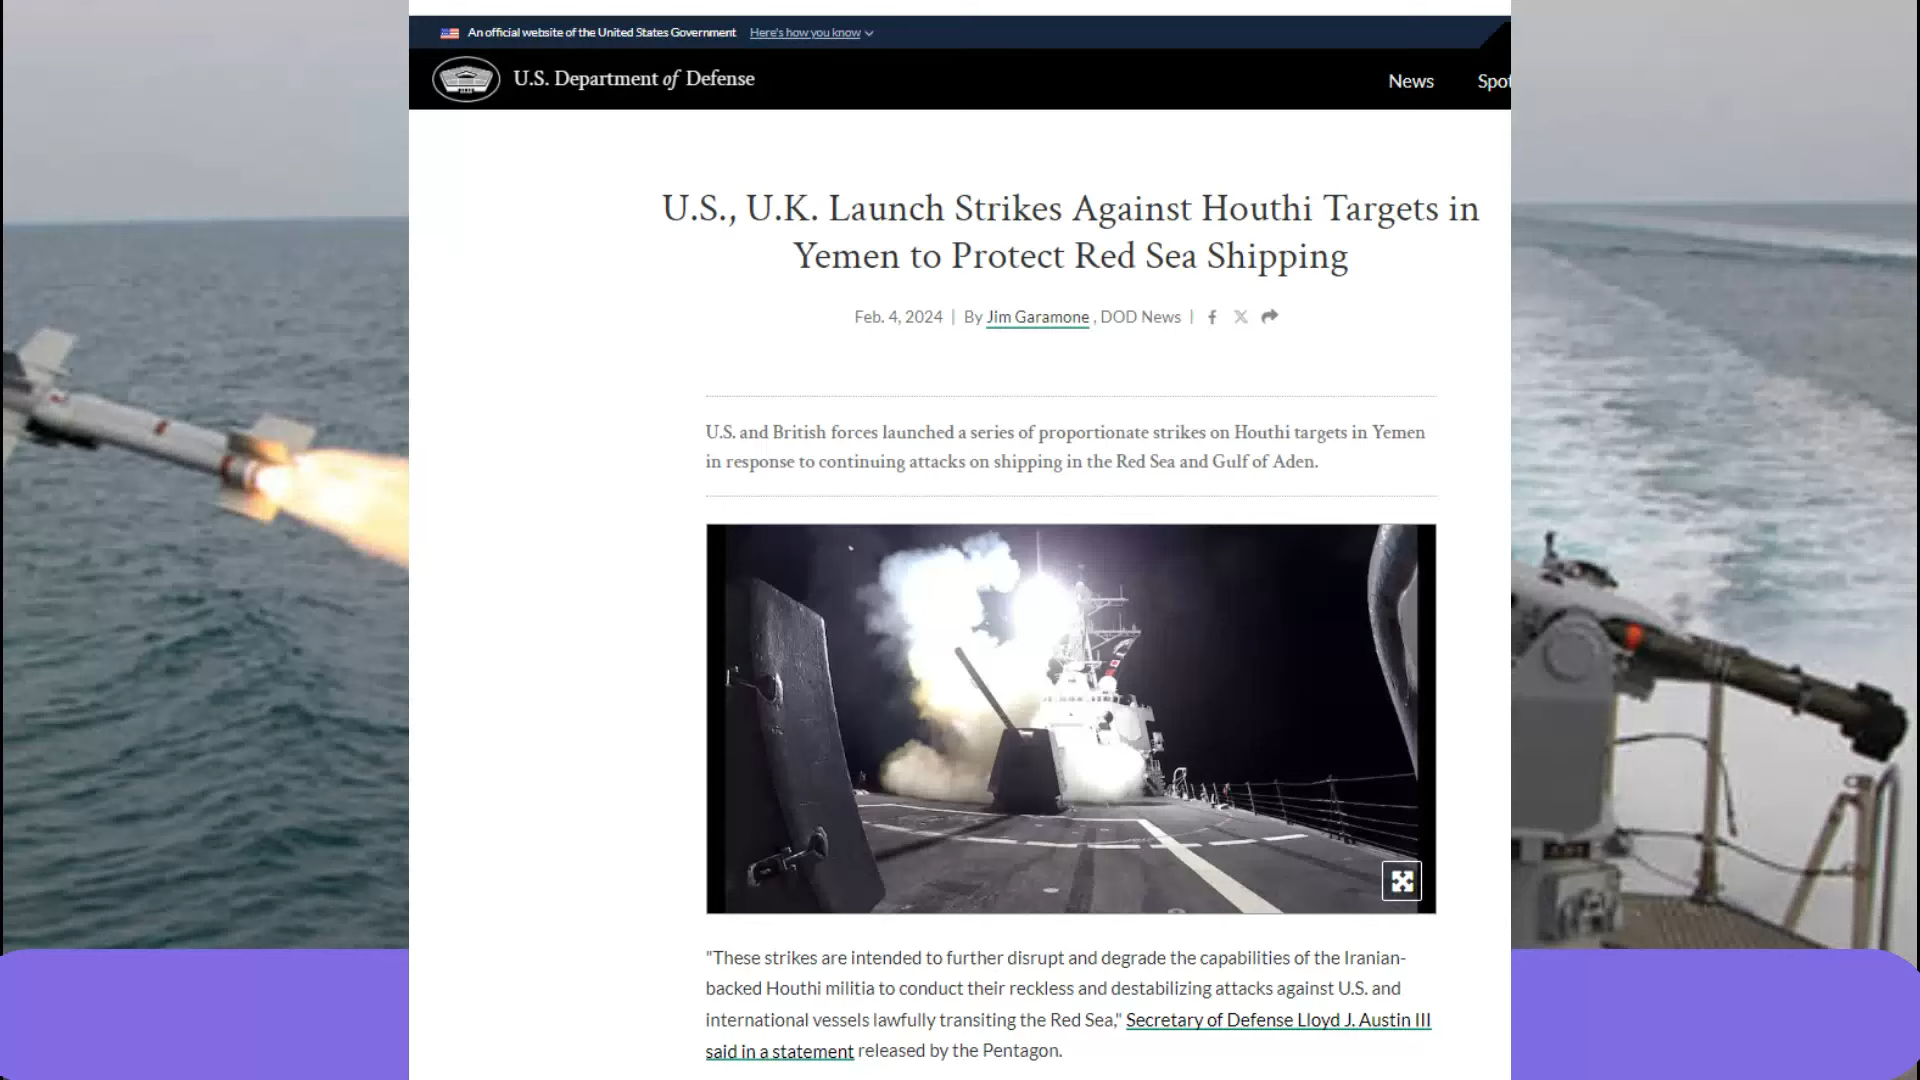 An official website of the United States Government Here's how you know
U.S. Department of Defense
News Spot
U.S., U.K. Launch Strikes Against Houthi Targets in
Yemen to Protect Red Sea Shipping
Feb. 4, 2024 | By Jim Garamone , DOD News |
U.S. and British forces launched a series of proportionate strikes on Houthi targets in Yemen
in response to continuing attacks on shipping in the Red Sea and Gulf of Aden.
"These strikes are intended to further disrupt and degrade the capabilities of the Iranian-
backed Houthi militia to conduct their reckless and destabilizing attacks against U.S. and
international vessels lawfully transiting the Red Sea," Secretary of Defense Lloyd J. Austin III
said in a statement released by the Pentagon.